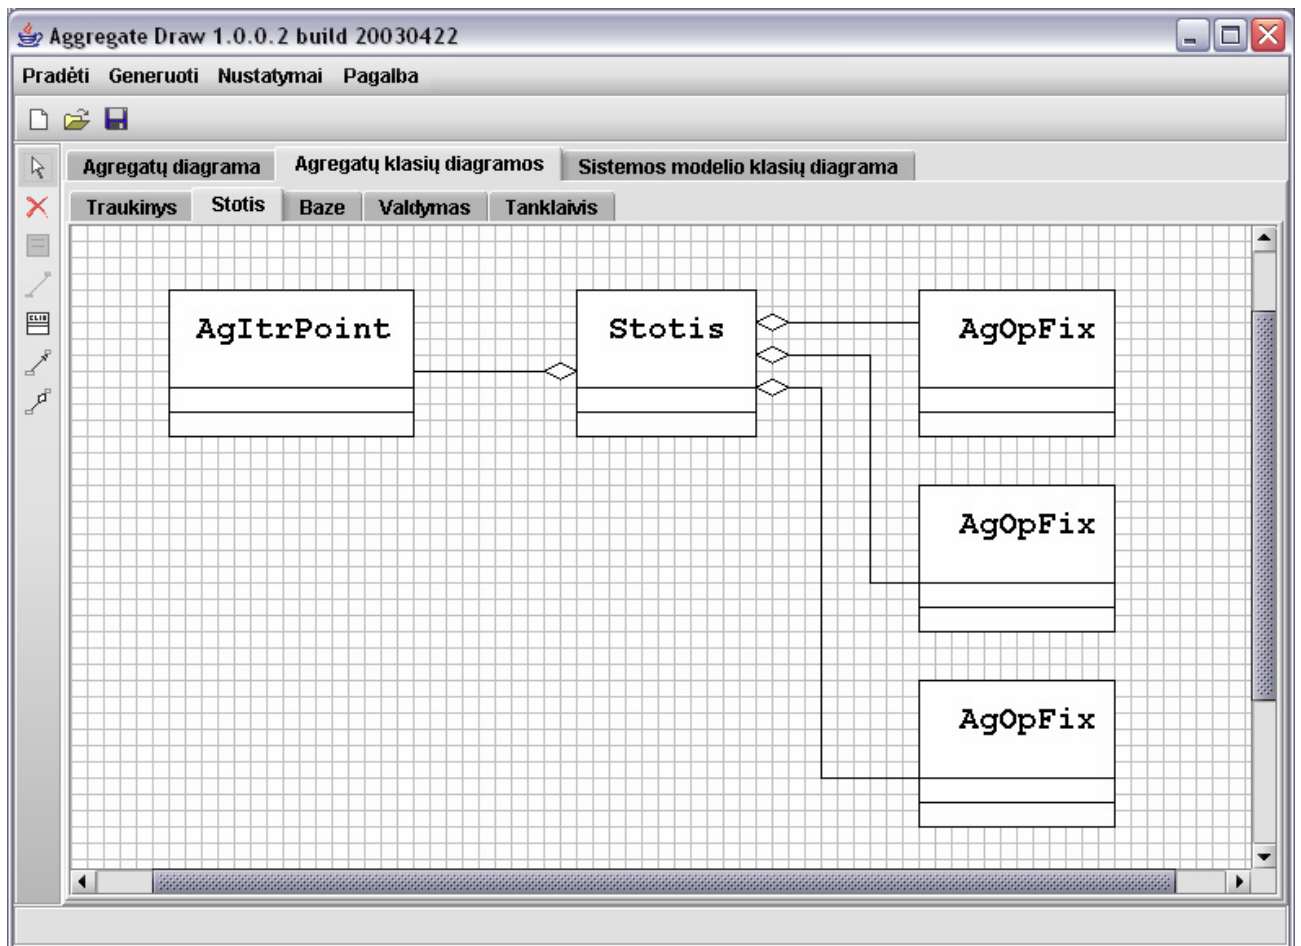 Aggregate Draw 1.0.0.2 build 20030422
Pradėti Generuoti Nustatymai Pagalba
Agregatų diagrama Agregatų klasių diagramos Sistemos modelio klasių diagrama
Traukinys Stotis Baze Valdymas Tanklaivis
AgItrPoint Stotis AgOpFix
AgOpFix
AgOpFix